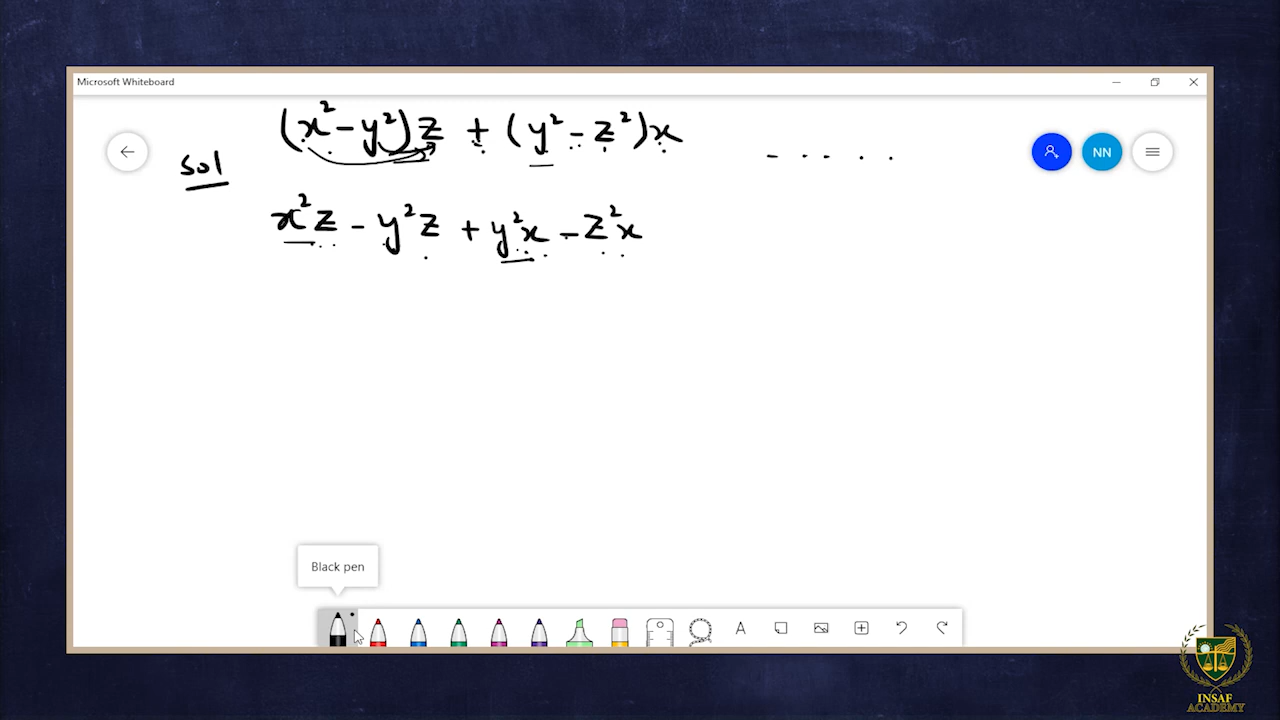 Microsoft Whiteboard
(x² - y²)z + (y² - z²)x
Sol
NN
x²z - y²z + y²x - z²x
Black pen
A
INSAF
ACADEMY